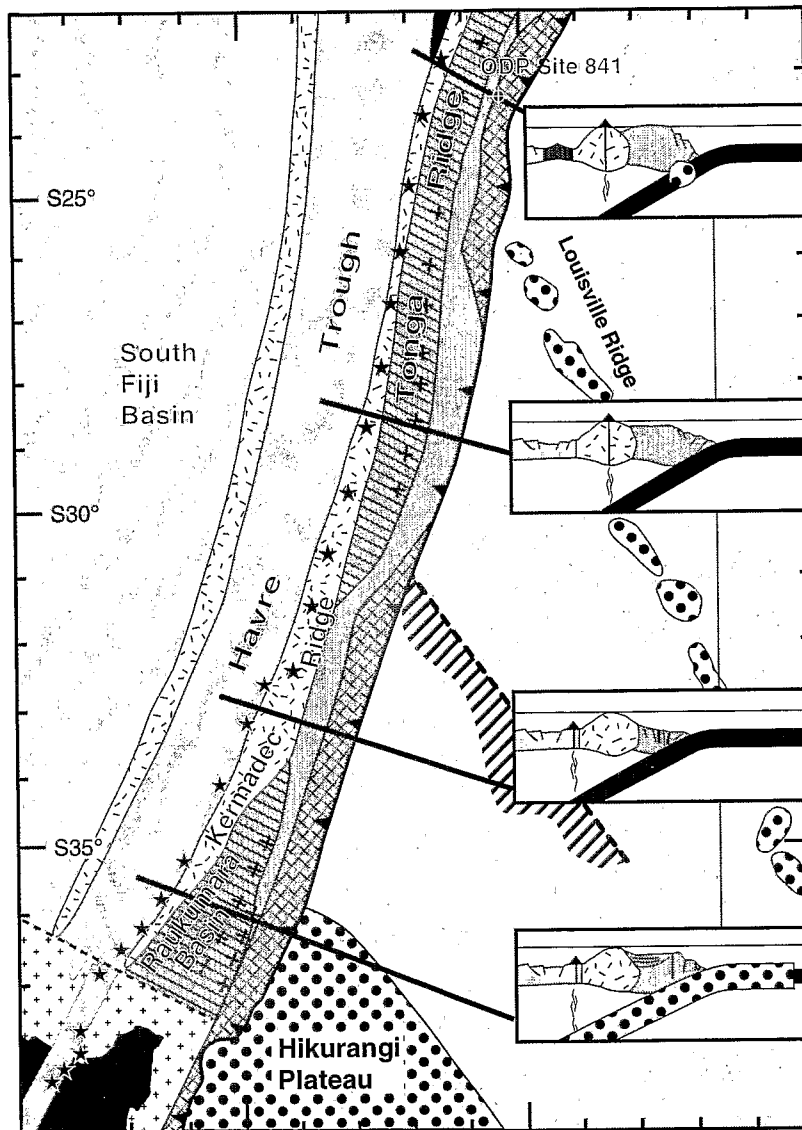 ODP Site 841
Ridge
S25°
Louisville Ridge
Trough
Tonga
South
Fiji
Basin
S30°
Havre
Ridge
Kermadec
S35°
Raukumara
Basin
Hikurangi
Plateau